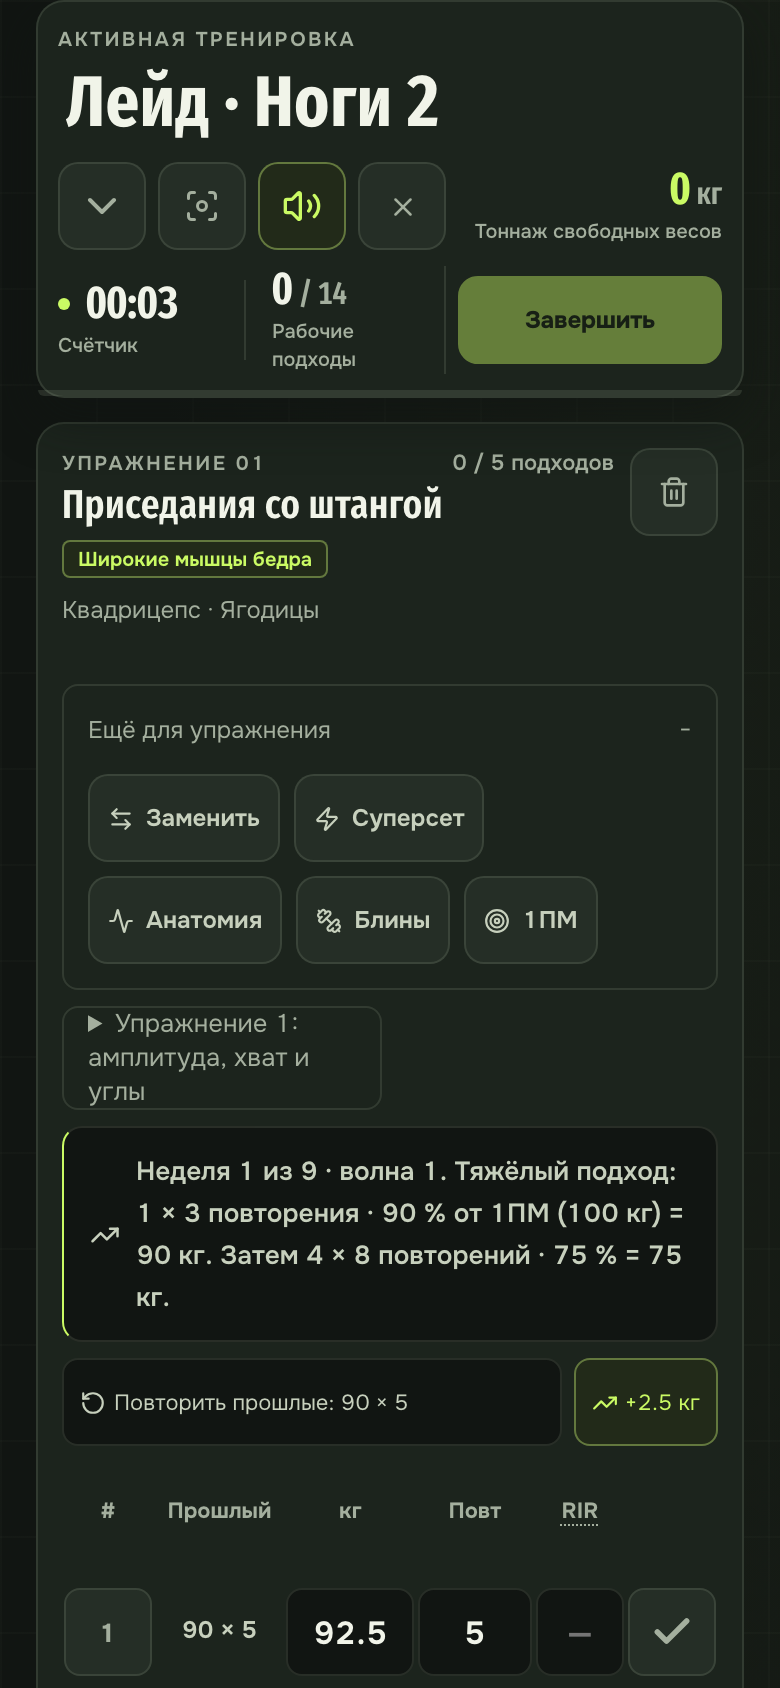 АКТИВНАЯ ТРЕНИРОВКА
Лейд · Ноги 2
0 кг
Тоннаж свободных весов
00:03
Счётчик
0 / 14
Рабочие
подходы
Завершить
УПРАЖНЕНИЕ 01
0 / 5 подходов
Приседания со штангой
Широкие мышцы бедра
Квадрицепс · Ягодицы
Ещё для упражнения -
Заменить
Суперсет
Анатомия
Блины
1ПМ
▶ Упражнение 1:
амплитуда, хват и
углы
Неделя 1 из 9 · волна 1. Тяжёлый подход:
1 × 3 повторения · 90 % от 1ПМ (100 кг) =
90 кг. Затем 4 × 8 повторений · 75 % = 75
кг.
Повторить прошлые: 90 × 5
+2.5 кг
# Прошлый кг Повт RIR
1 90 × 5 92.5 5 –